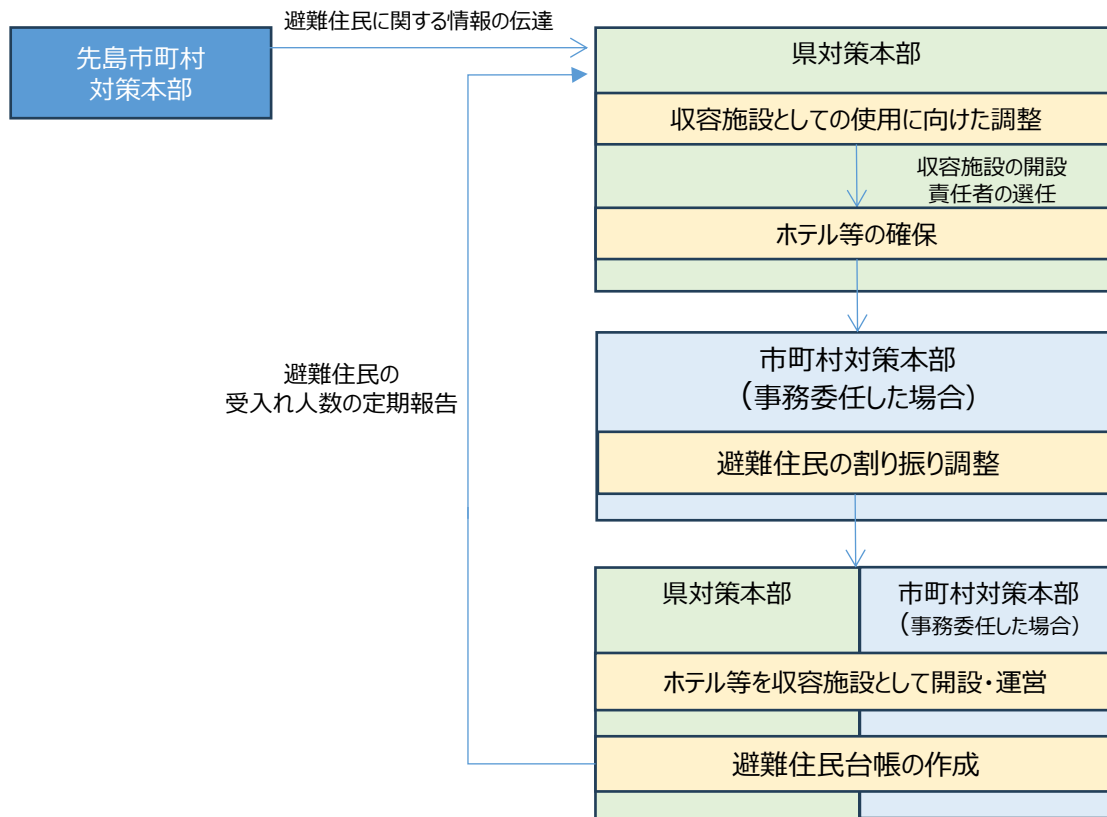 避難住民に関する情報の伝達
先島市町村
対策本部
県対策本部
収容施設としての使用に向けた調整
収容施設の開設
責任者の選任
ホテル等の確保
市町村対策本部
(事務委任した場合)
避難住民の割り振り調整
避難住民の
受入れ人数の定期報告
県対策本部
市町村対策本部
(事務委任した場合)
ホテル等を収容施設として開設・運営
避難住民台帳の作成